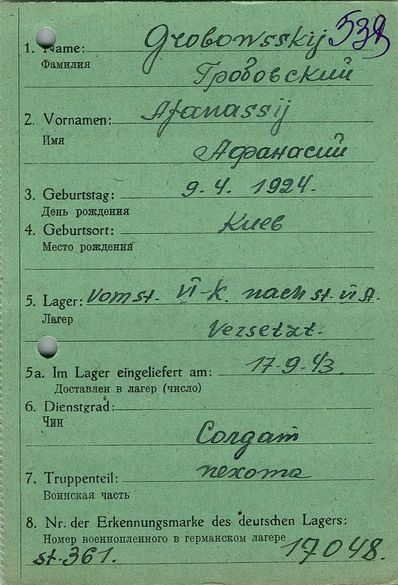 1. Name: Grobowsskij 539
Фамилия
Гробовский
2. Vornamen: Afanassij
Имя
Афанасий
3. Geburtstag: 9. 4. 1924.
День рождения
4. Geburtsort: Киев
Место рождения
5. Lager: Vom st. VI-K. nach st. VI A.
Лагер
Versetzt.
5a. Im Lager eingeliefert am: 17-9-43.
Доставлен в лагер (число)
6. Dienstgrad:
Чин
Солдат
7. Truppenteil: пехота
Воинская часть
8. Nr. der Erkennungsmarke des deutschen Lagers:
Номер военнопленного в германском лагере
st. 361. 17048.